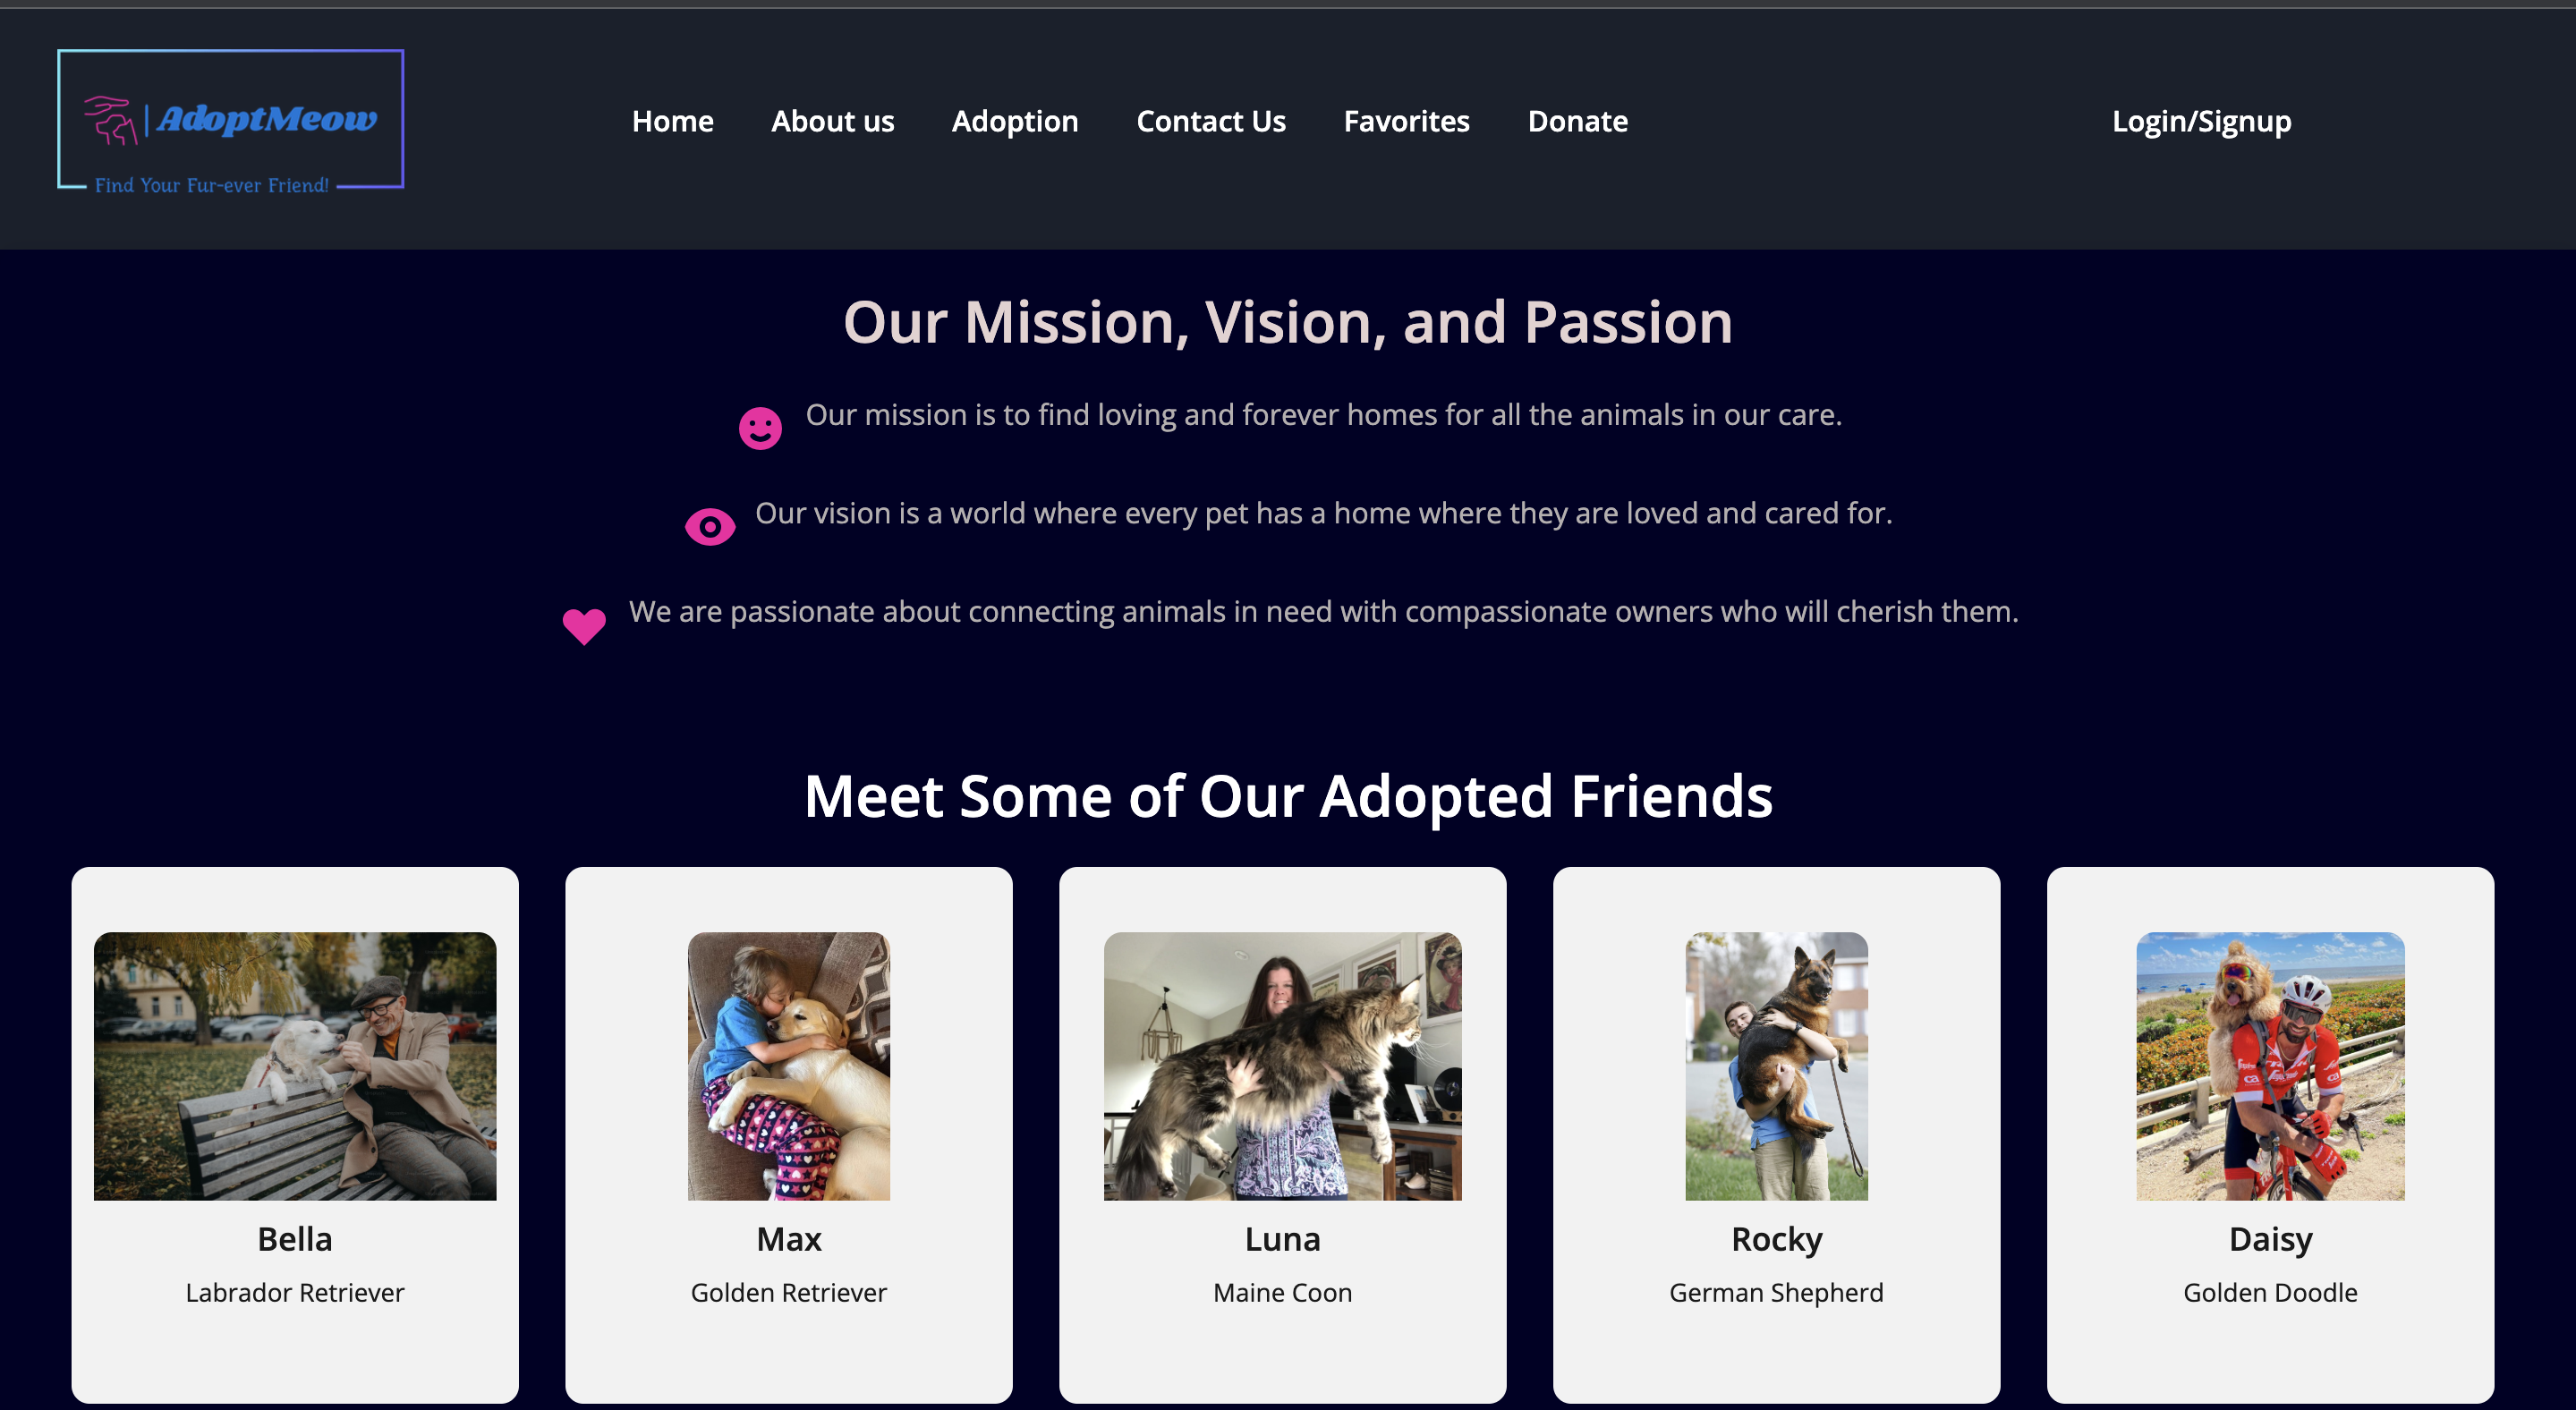 | AdoptMeow
Find Your Fur-ever Friend!
Home About us Adoption Contact Us Favorites Donate Login/Signup
Our Mission, Vision, and Passion
Our mission is to find loving and forever homes for all the animals in our care.
Our vision is a world where every pet has a home where they are loved and cared for.
We are passionate about connecting animals in need with compassionate owners who will cherish them.
Meet Some of Our Adopted Friends
Bella Max Luna Rocky Daisy
Labrador Retriever Golden Retriever Maine Coon German Shepherd Golden Doodle